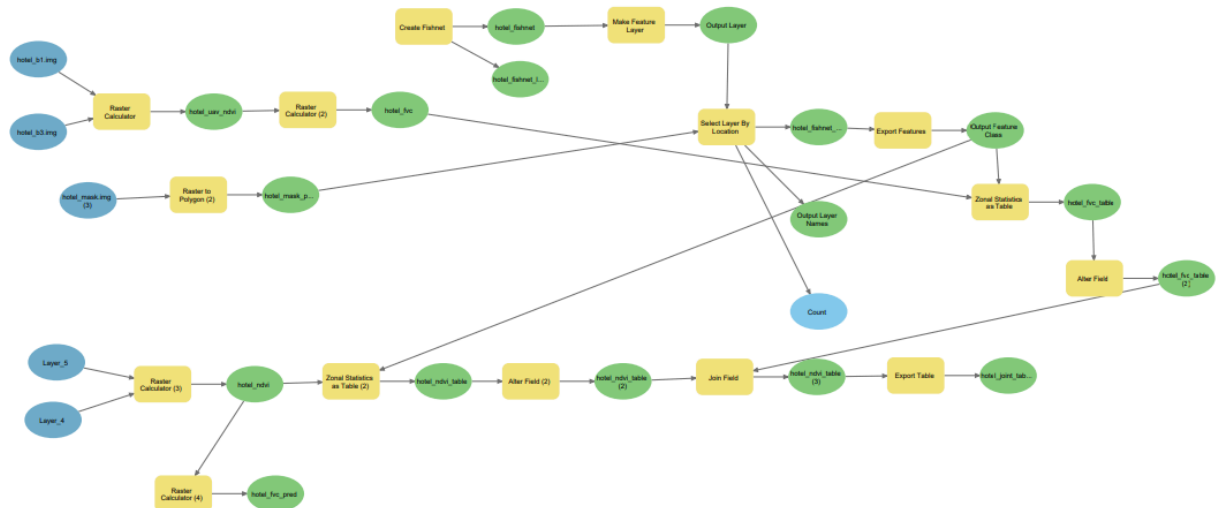 Create Fishnet
hotel_fishnet
Make Feature
Layer
Output Layer
hotel_b1.img
hotel_fishnet_l...
hotel_b3.img
Raster
Calculator
hotel_uav_ndvi
Raster
Calculator (2)
hotel_fvc
Select Layer By
Location
hotel_fishnet_...
Export Features
Output Feature
Class
hotel_mask.img
(3)
Raster to
Polygon (2)
hotel_mask_p...
Zonal Statistics
as Table
hotel_fvc_table
Output Layer
Names
Alter Field
hotel_fvc_table
(2)
Count
Layer_5
Layer_4
Raster
Calculator (3)
hotel_ndvi
Zonal Statistics
as Table (2)
hotel_ndvi_table
Alter Field (2)
hotel_ndvi_table
(2)
Join Field
hotel_ndvi_table
(3)
Export Table
hotel_joint_tab...
Raster
Calculator (4)
hotel_fvc_pred